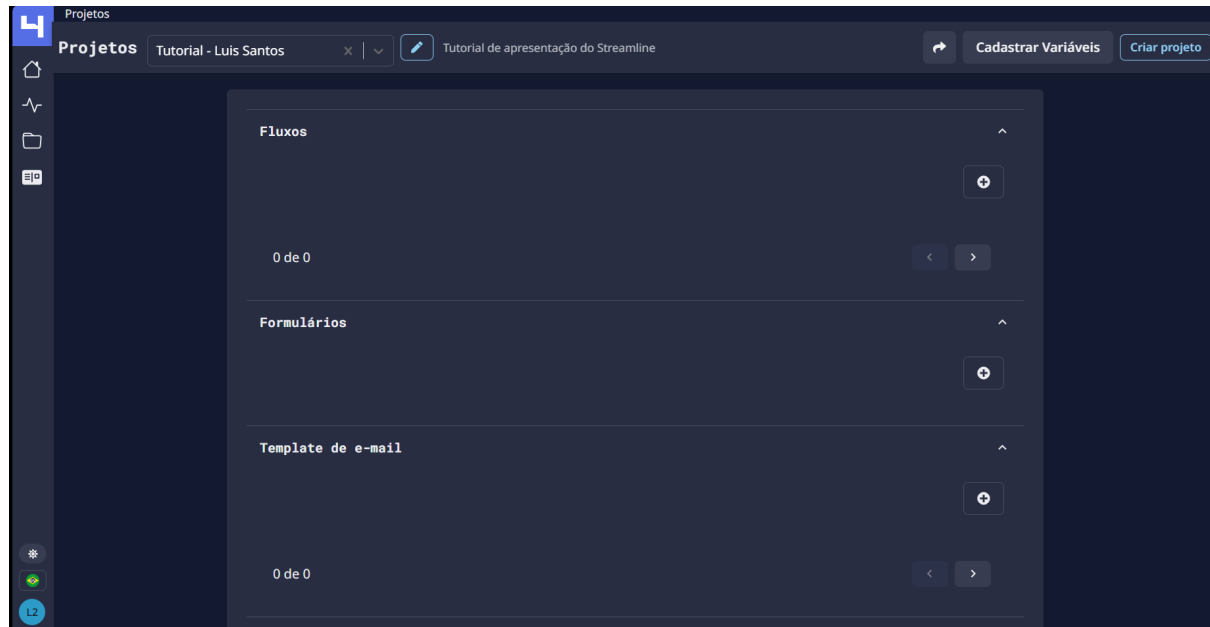 Projetos
Projetos Tutorial - Luis Santos Tutorial de apresentação do Streamline Cadastrar Variáveis Criar projeto
Fluxos
0 de 0
Formulários
Template de e-mail
0 de 0
L2